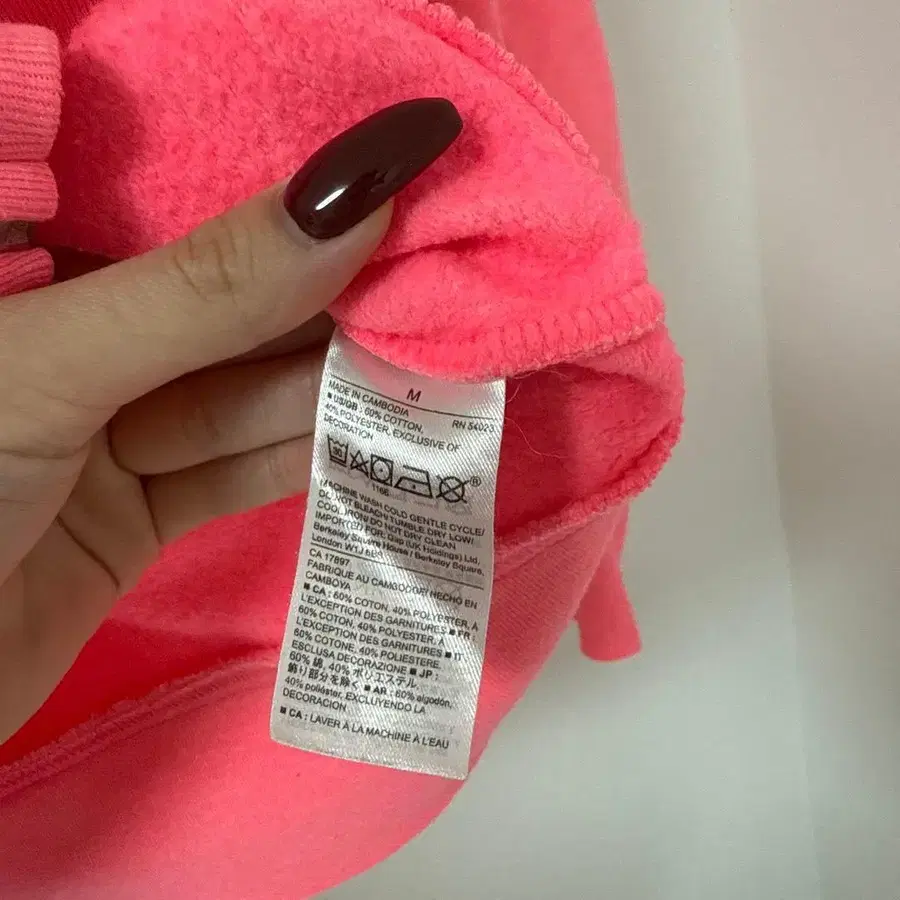 M
MADE IN CAMBODIA RN 54023
■ US/GB : 60% COTTON,
40% POLYESTER, EXCLUSIVE OF
DECORATION
30 ®
MACHINE WASH COLD GENTLE CYCLE/
DO NOT BLEACH/ TUMBLE DRY LOW/
COOL IRON/ DO NOT DRY CLEAN
IMPORTED FOR: Gap (UK Holdings) Ltd,
Berkeley Square House / Berkeley Square,
London
CA 17897
FABRIQUE AU CAMBODGE/ HECHO EN
CAMBOYA
■ CA : 60% COTON, 40% POLYESTER, À
L'EXCEPTION DES GARNITURES ■ FR :
60% COTON, 40% POLYESTER, À
L'EXCEPTION DES GARNITURES ■ IT :
60% COTONE, 40% POLIESTERE,
ESCLUSA DECORAZIONE ■ JP :
60% 綿, 40% ポリエステル
飾り部分を除く ■ AR : 60% algodón,
40% poliéster, EXCLUYENDO LA
DECORACION
■ CA : LAVER À LA MACHINE À L'EAU